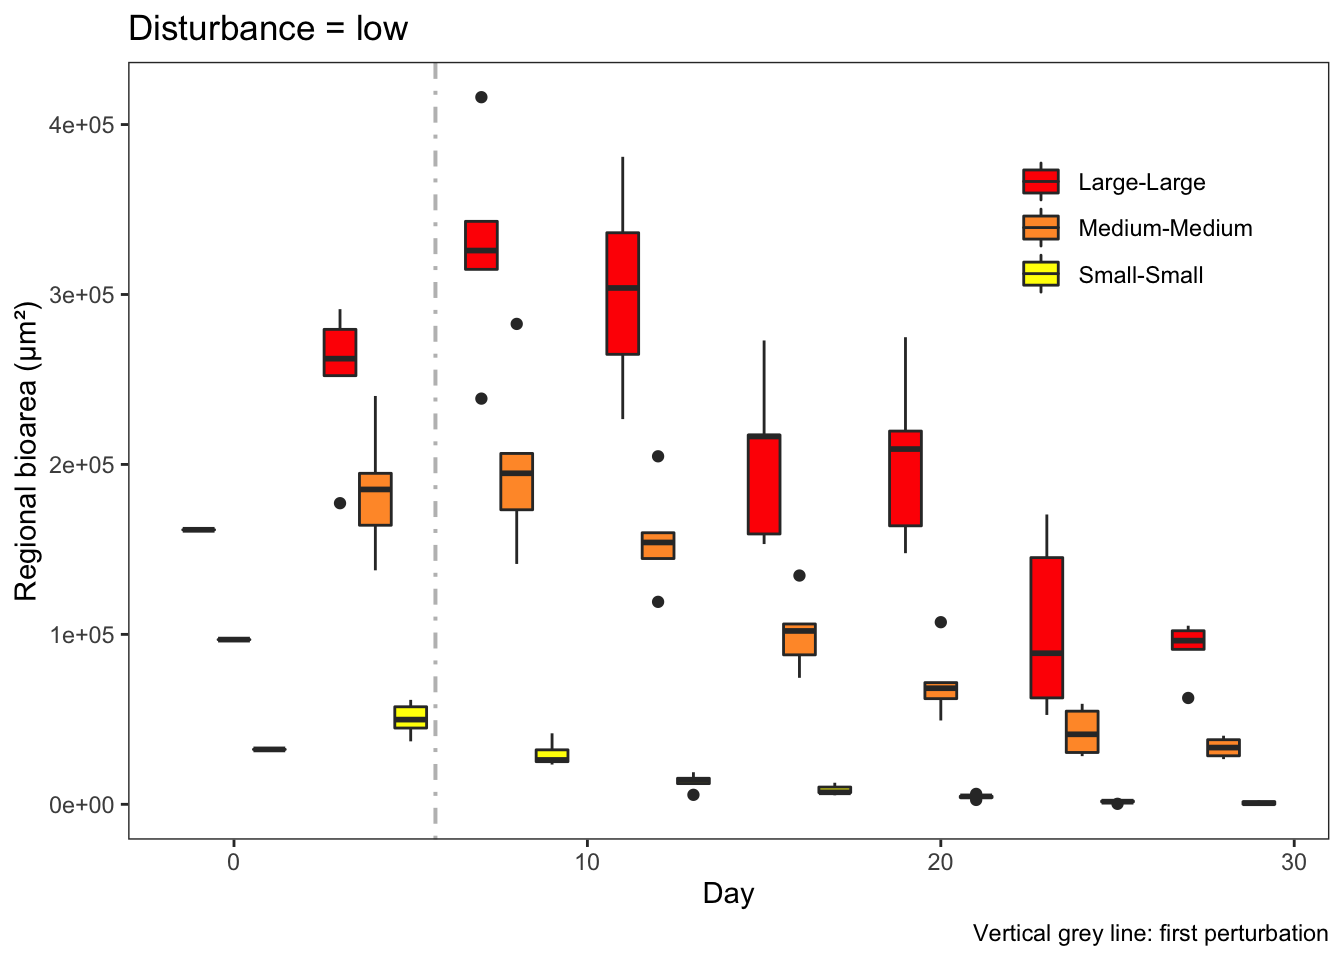 Disturbance = low
Regional bioarea (µm²)
4e+05
3e+05
2e+05
1e+05
0e+00
Large-Large
Medium-Medium
Small-Small
0
10
20
30
Day
Vertical grey line: first perturbation